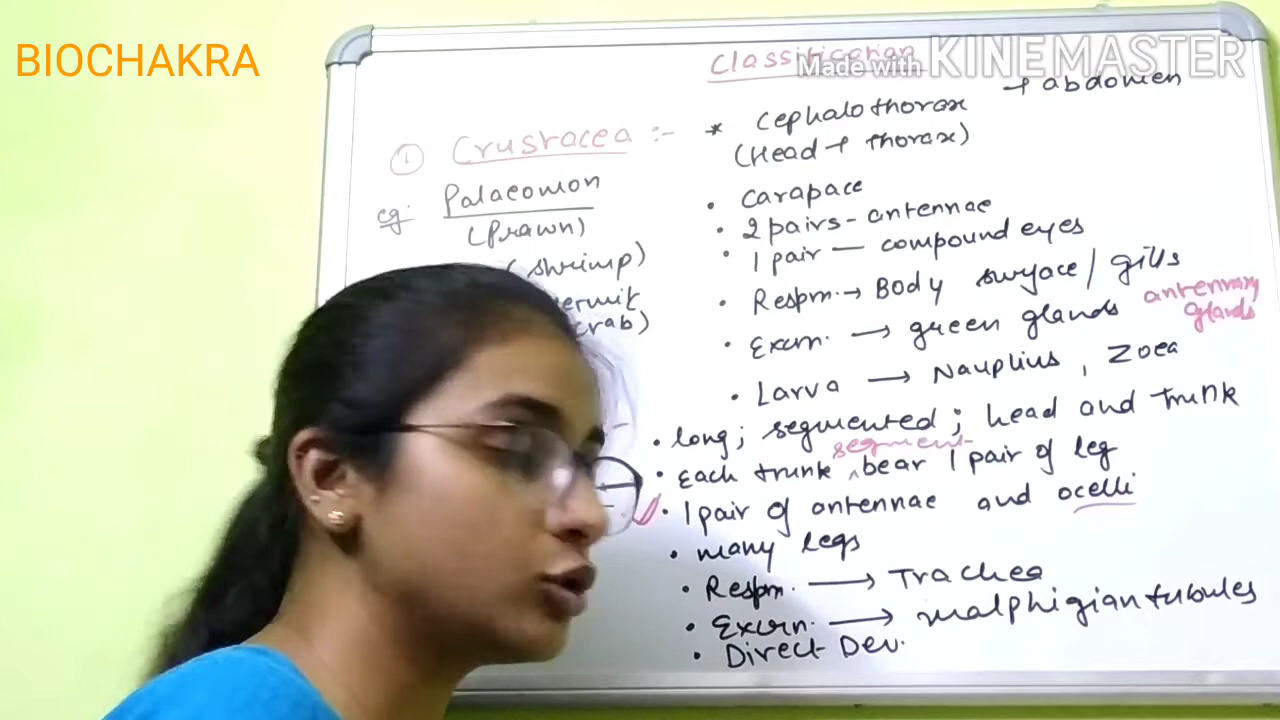 BIOCHAKRA
Made with KINEMASTER
Classification
① Crustacea :-
eg. Palaeomon
(Prawn)
(shrimp)
ermit
crab)
* Cephalothorax + abdomen
(Head + Thorax)
• Carapace
• 2 pairs - antennae
• 1 pair — compound eyes
• Respn. → Body surface / gills
• Excrn. → green glands antennary glands
• Larva → Nauplius, Zoea
• long; segmented; head and trunk
segment
• Each trunk ^ bear 1 pair of leg
✓ • 1 pair of antennae and ocelli
• many legs
• Respn. → Trachea
• Excrn. → malphigian tubules
• Direct Dev.